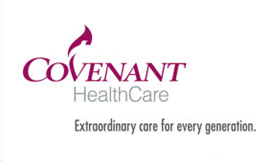 COVENANT
HealthCare
Extraordinary care for every generation.